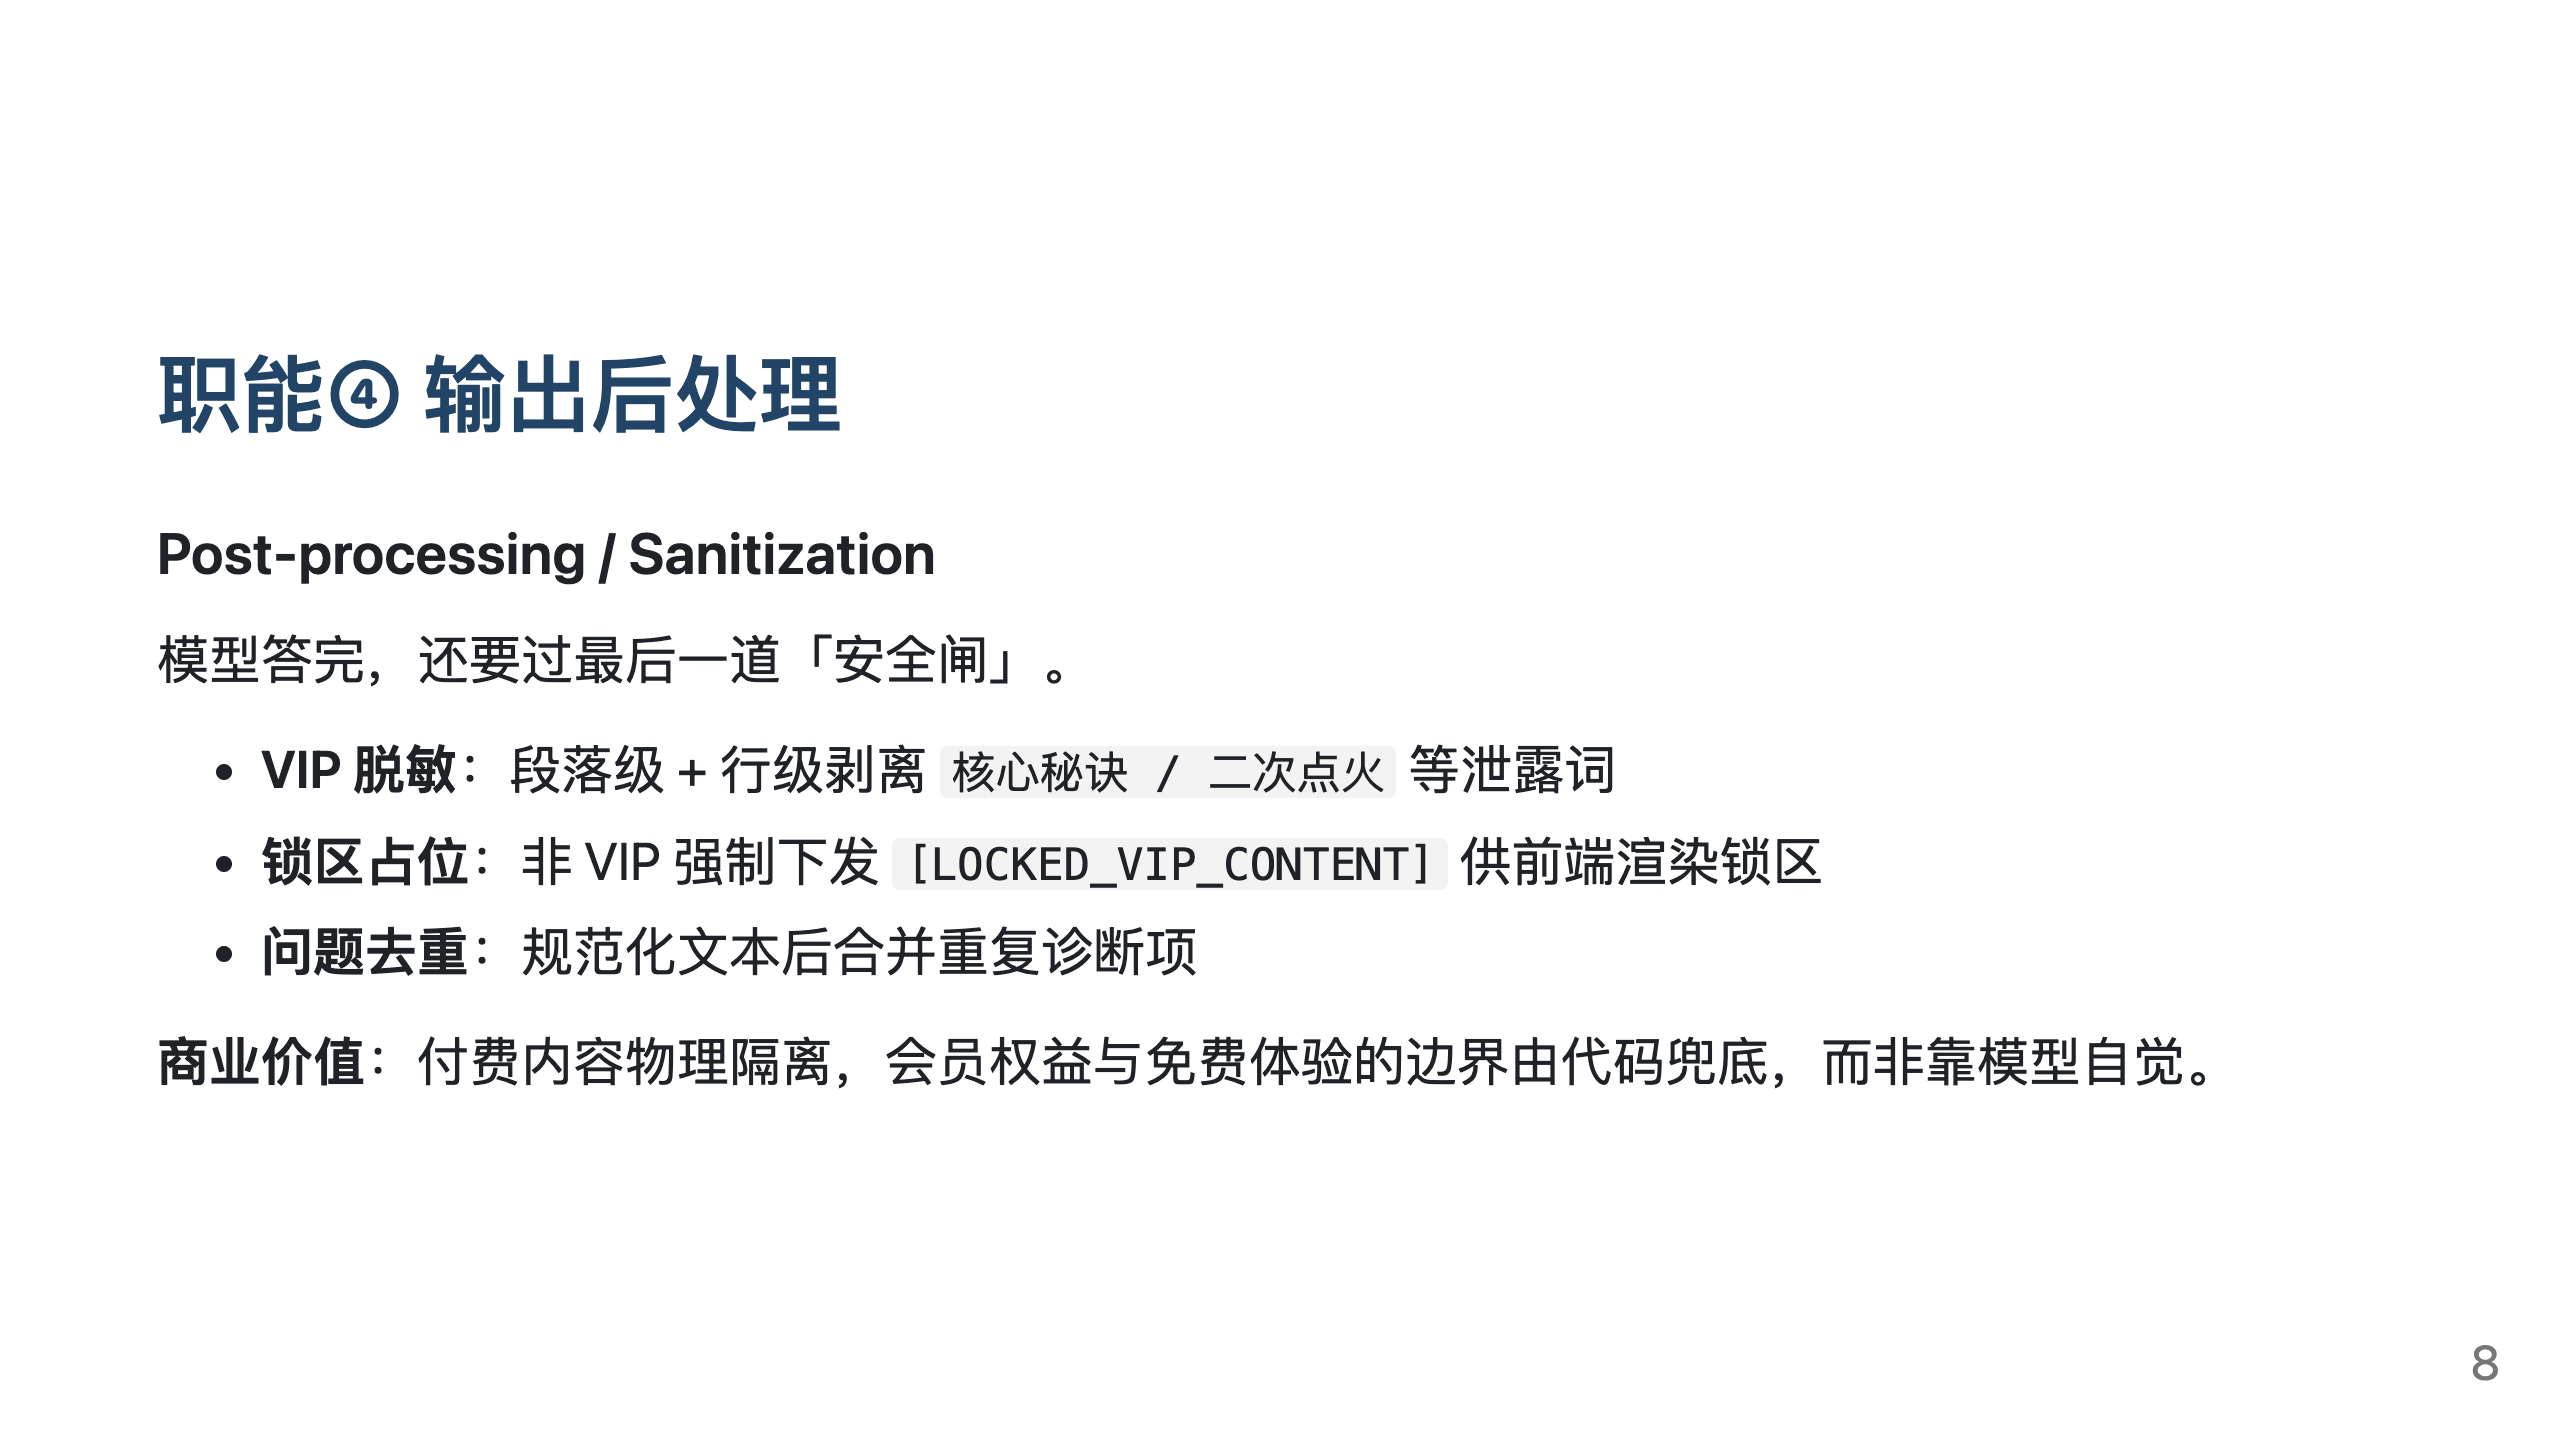 职能④ 输出后处理
Post-processing / Sanitization
模型答完，还要过最后一道「安全闸」。
• VIP 脱敏：段落级 + 行级剥离 核心秘诀 / 二次点火 等泄露词
• 锁区占位：非 VIP 强制下发 [LOCKED_VIP_CONTENT] 供前端渲染锁区
• 问题去重：规范化文本后合并重复诊断项
商业价值：付费内容物理隔离，会员权益与免费体验的边界由代码兜底，而非靠模型自觉。
8